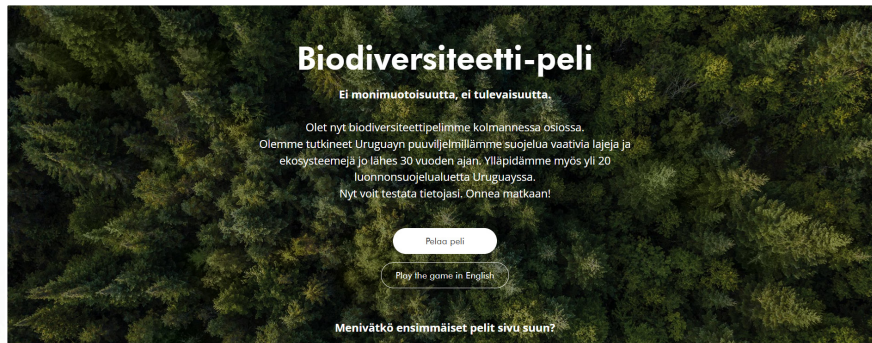 Biodiversiteetti-peli
Ei monimuotoisuutta, ei tulevaisuutta.
Olet nyt biodiversiteettipelimme kolmannessa osiossa.
Olemme tutkineet Uruguayn puuviljelmillämme suojelua vaativia lajeja ja
ekosysteemejä jo lähes 30 vuoden ajan. Ylläpidämme myös yli 20
luonnonsuojelualuetta Uruguayssa.
Nyt voit testata tietojasi. Onnea matkaan!
Pelaa peli
Play the game in English
Menivätkö ensimmäiset pelit sivu suun?